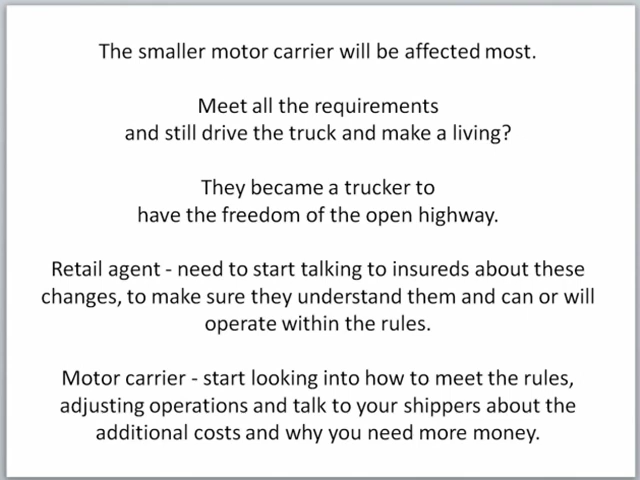 The smaller motor carrier will be affected most.
Meet all the requirements
and still drive the truck and make a living?
They became a trucker to
have the freedom of the open highway.
Retail agent - need to start talking to insureds about these
changes, to make sure they understand them and can or will
operate within the rules.
Motor carrier - start looking into how to meet the rules,
adjusting operations and talk to your shippers about the
additional costs and why you need more money.